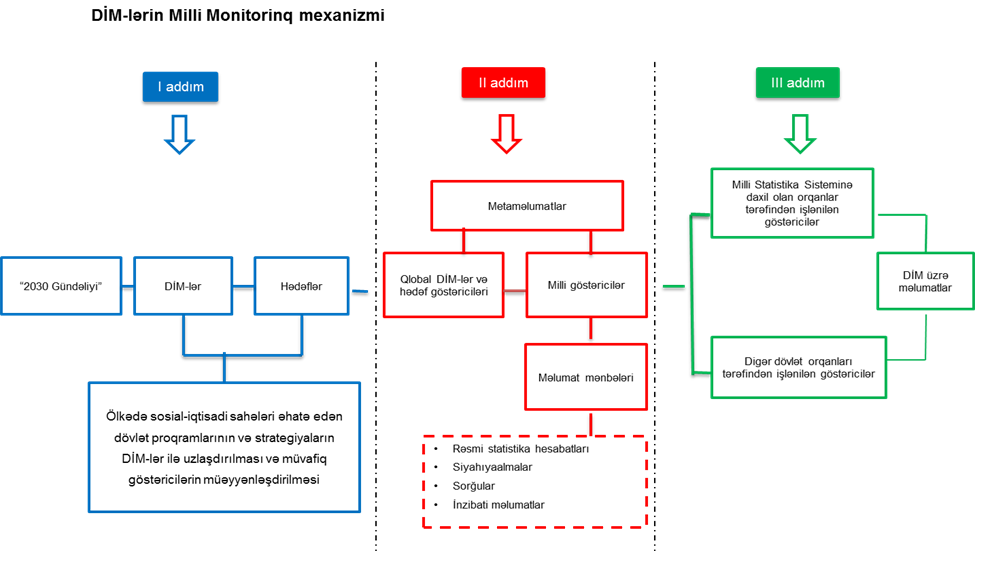 DİM-lərin Milli Monitorinq mexanizmi
I addım
II addım
III addım
Metaməlumatlar
Milli Statistika Sisteminə
daxil olan orqanlar
tərəfindən işlənilən
göstəricilər
“2030 Gündəliyi”
DİM-lər
Hədəflər
Qlobal DİM-lər və
hədəf göstəriciləri
Milli göstəricilər
DİM üzrə
məlumatlar
Məlumat mənbələri
Digər dövlət orqanları
tərəfindən işlənilən göstəricilər
Ölkədə sosial-iqtisadi sahələri əhatə edən
dövlət proqramlarının və strategiyaların
DİM-lər ilə uzlaşdırılması və müvafiq
göstəricilərin müəyyənləşdirilməsi
• Rəsmi statistika hesabatları
• Siyahıyaalmalar
• Sorğular
• İnzibati məlumatlar